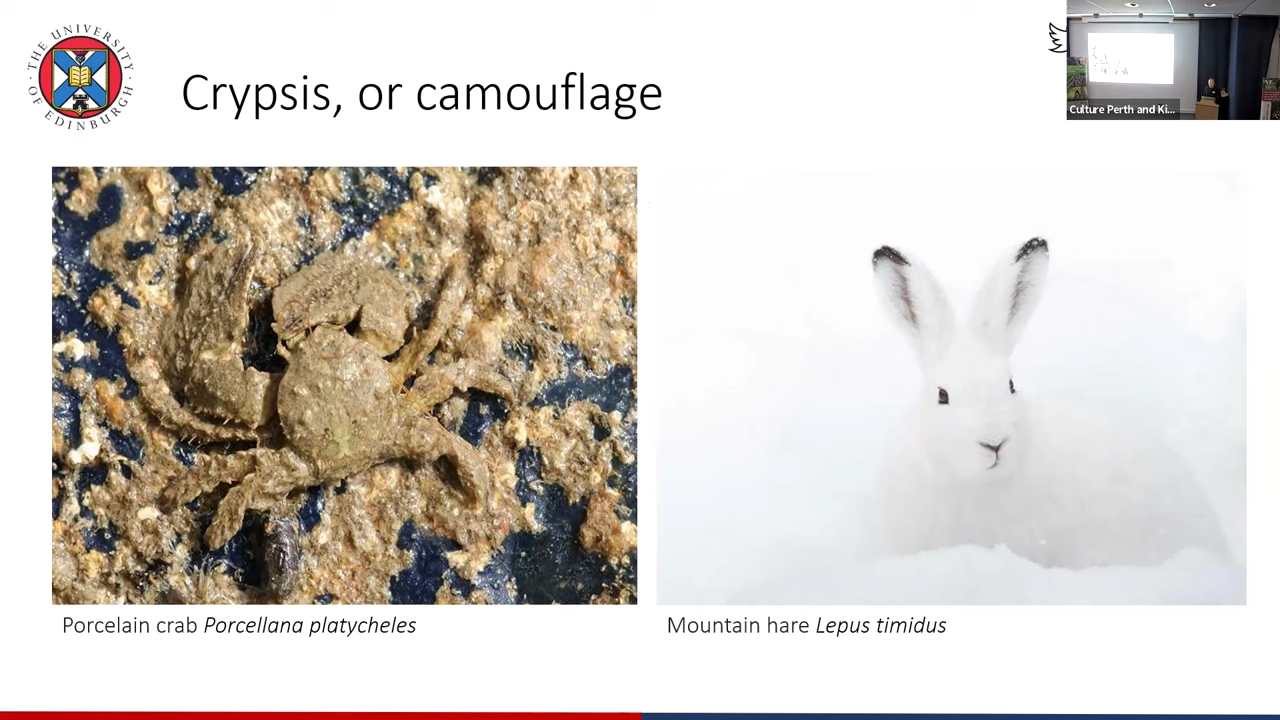 THE UNIVERSITY OF EDINBURGH
Crypsis, or camouflage
Culture Perth and Ki...
Porcelain crab Porcellana platycheles
Mountain hare Lepus timidus